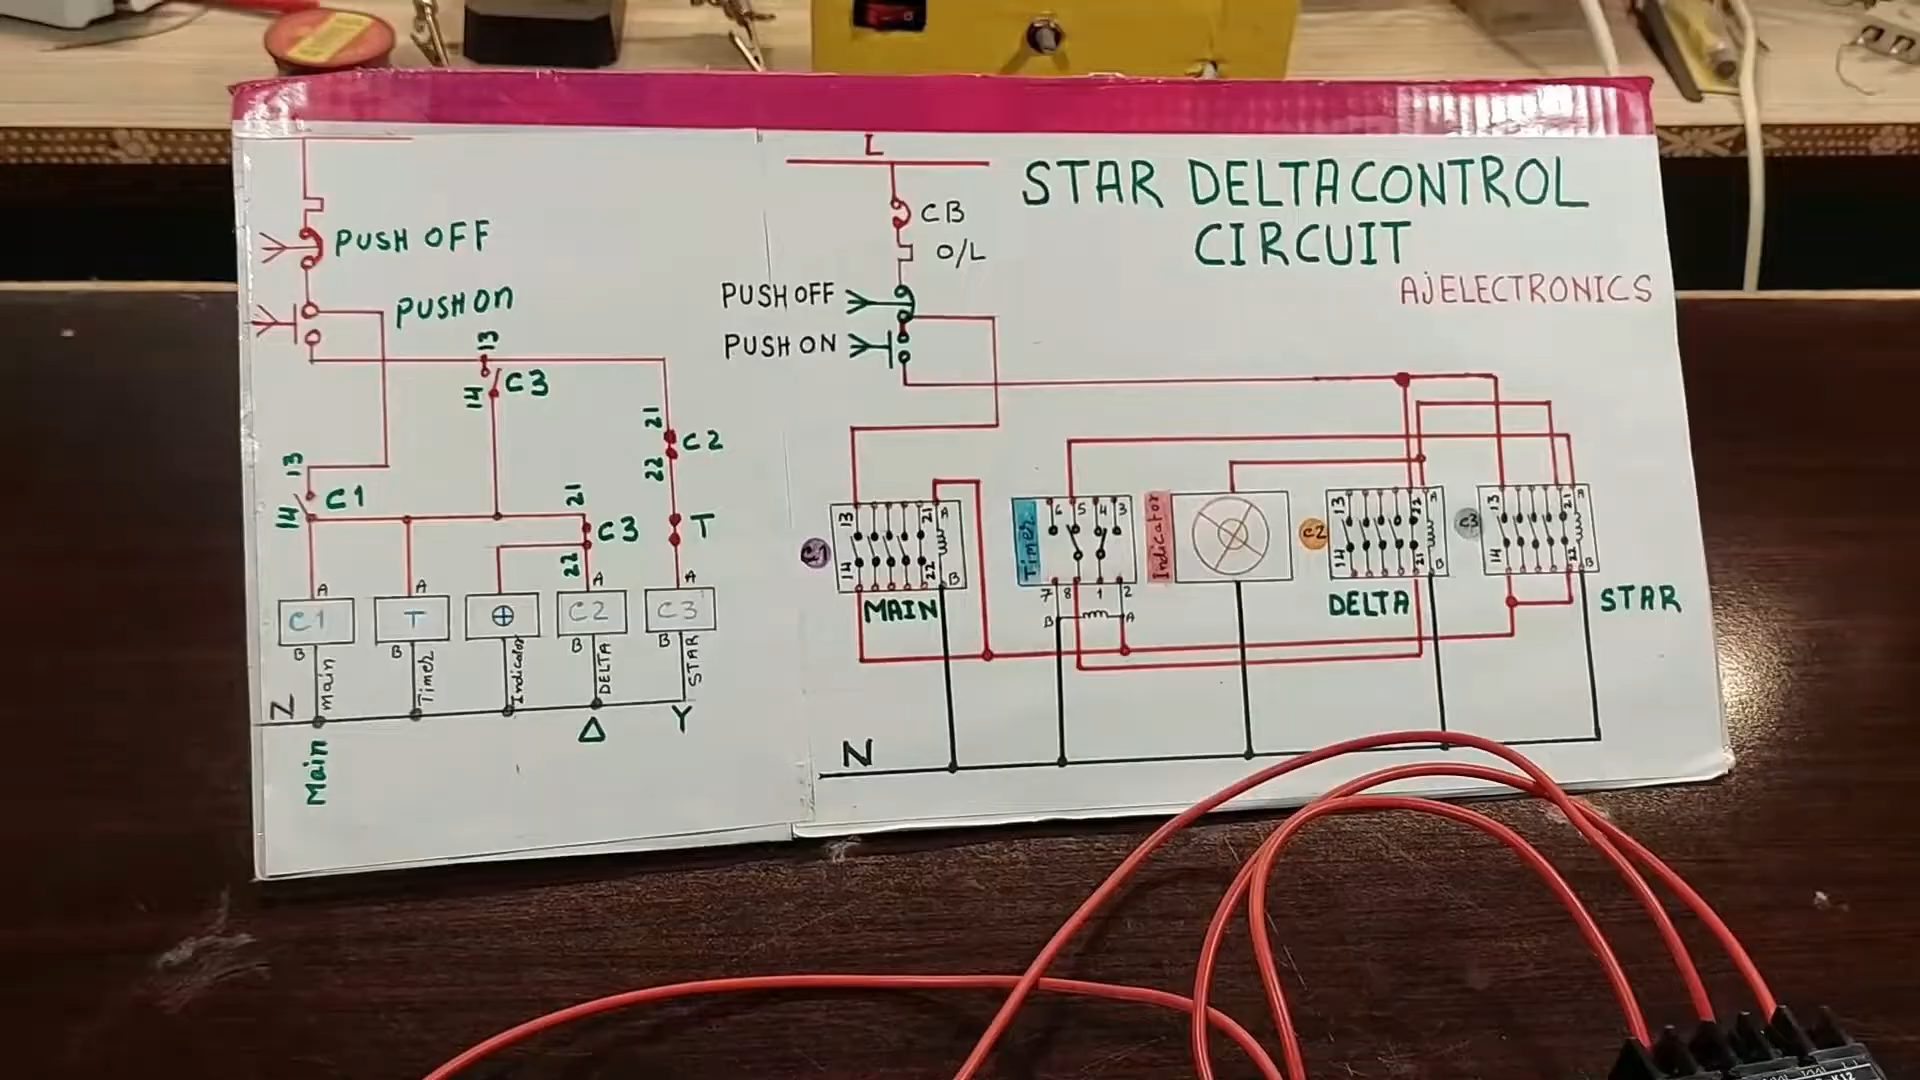 PUSH OFF
PUSH ON
13
14
C3
21
22
C2
13
14
C1
21
22
C3
T
A
A
A
A
C1
T
C2
C3
B
B
B
B
Main
Timer
Indicator
DELTA
STAR
N
Main
Δ
Y
L
STAR DELTA CONTROL
CIRCUIT
AJELECTRONICS
CB
O/L
PUSH OFF
PUSH ON
C1
13
21
A
14
22
B
MAIN
Timer
6 5 4 3
7 8 1 2
B
A
Indicator
C2
13
22
A
14
21
B
DELTA
C3
13
21
A
14
22
B
STAR
N